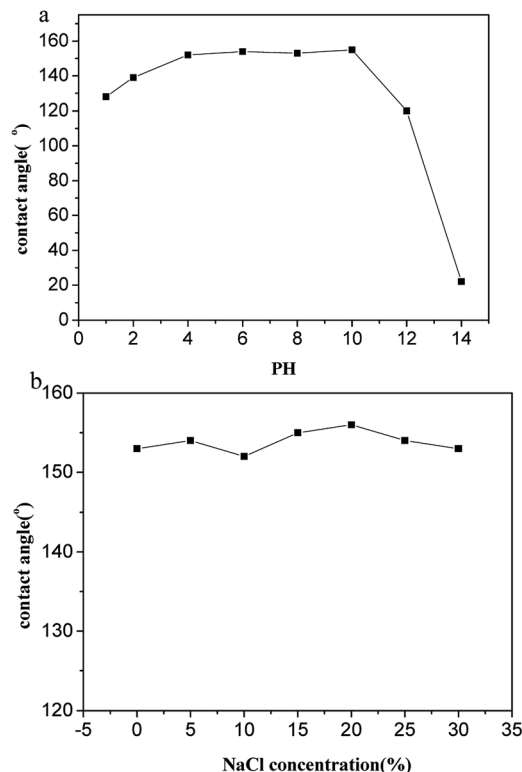 a
160
140
120
100
80
60
40
20
0
contact angle( °)
0 2 4 6 8 10 12 14
PH
b
160
150
140
130
120
contact angle(°)
-5 0 5 10 15 20 25 30 35
NaCl concentration(%)